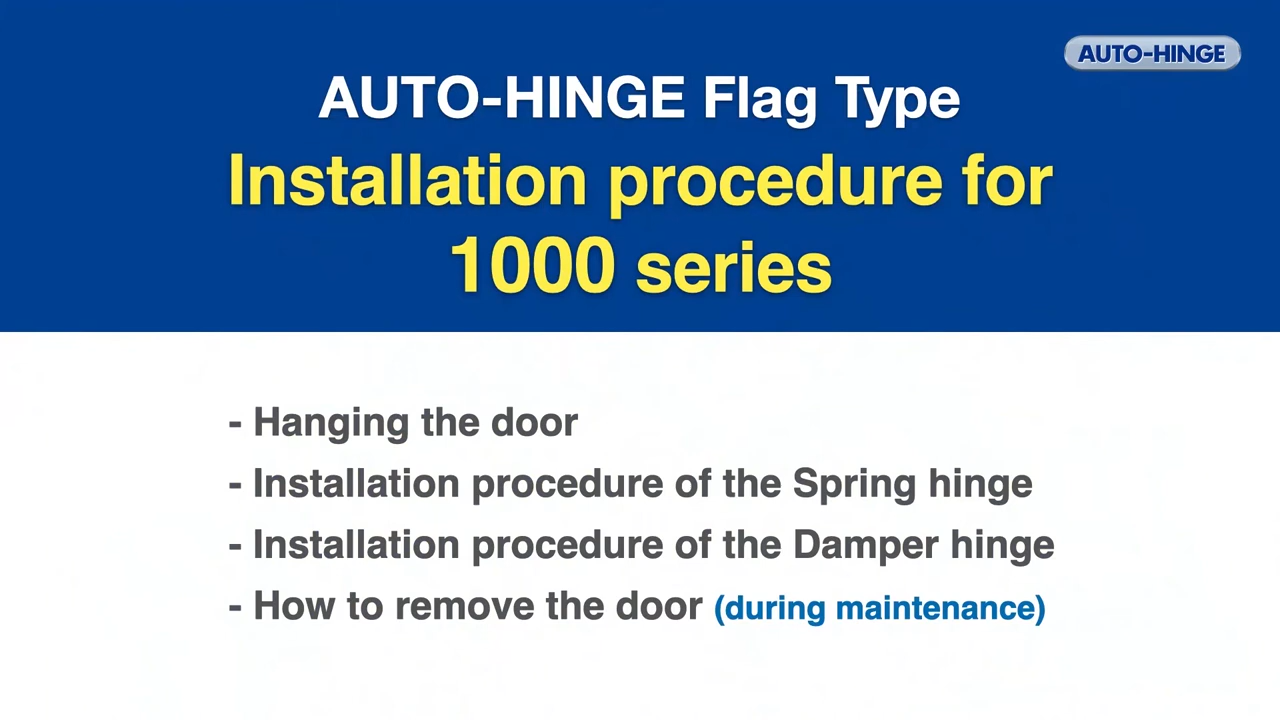 AUTO-HINGE
AUTO-HINGE Flag Type
Installation procedure for
1000 series
- Hanging the door
- Installation procedure of the Spring hinge
- Installation procedure of the Damper hinge
- How to remove the door (during maintenance)